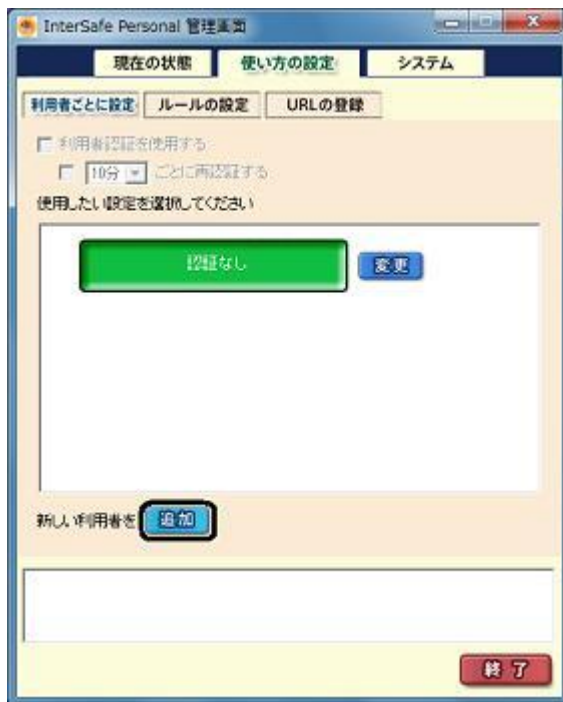 InterSafe Personal 管理画面
現在の状態 使い方の設定 システム
利用者ごとに設定 ルールの設定 URLの登録
利用者認証を使用する
10分 ごとに再認証する
使用したい設定を選択してください
認証なし 変更
新しい利用者を 追加
終了